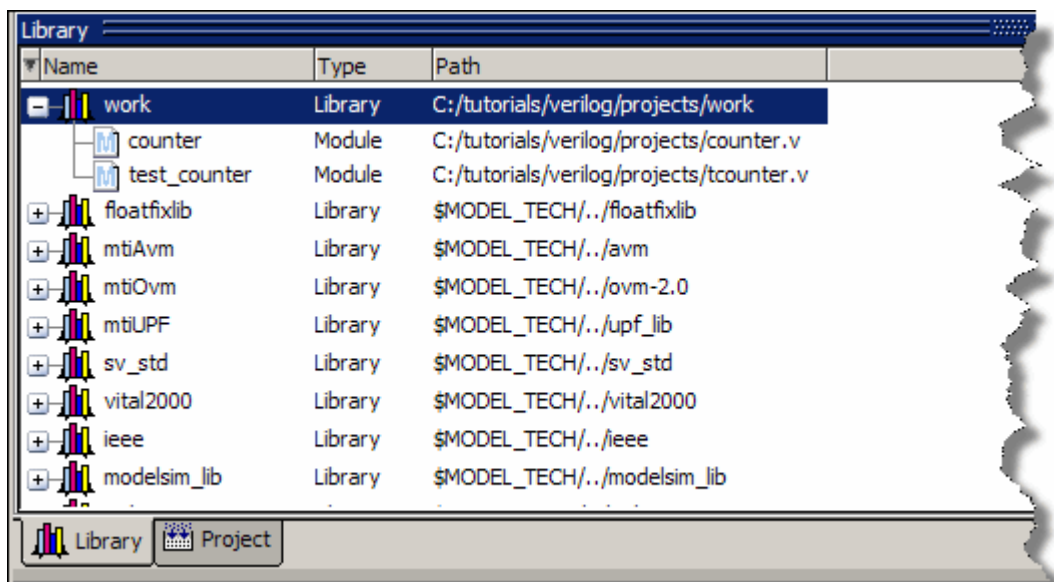 Library
Name Type Path
work Library C:/tutorials/verilog/projects/work
counter Module C:/tutorials/verilog/projects/counter.v
test_counter Module C:/tutorials/verilog/projects/tcounter.v
floatfixlib Library $MODEL_TECH/../floatfixlib
mtiAvm Library $MODEL_TECH/../avm
mtiOvm Library $MODEL_TECH/../ovm-2.0
mtiUPF Library $MODEL_TECH/../upf_lib
sv_std Library $MODEL_TECH/../sv_std
vital2000 Library $MODEL_TECH/../vital2000
ieee Library $MODEL_TECH/../ieee
modelsim_lib Library $MODEL_TECH/../modelsim_lib
Library Project